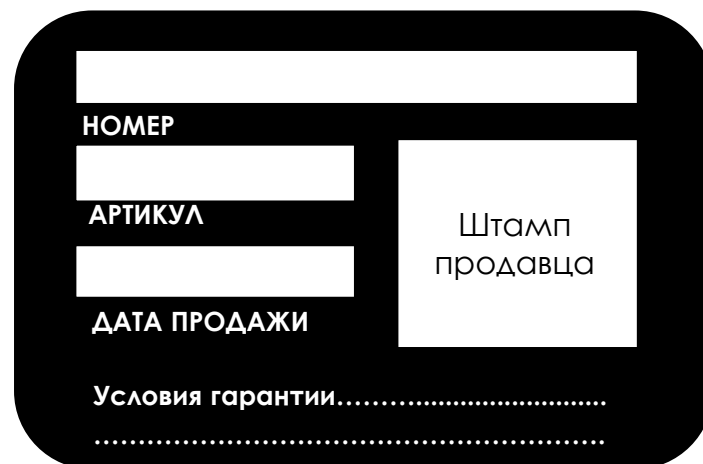 НОМЕР
АРТИКУЛ
Штамп
продавца
ДАТА ПРОДАЖИ
Условия гарантии………..........................
…………………………………………………